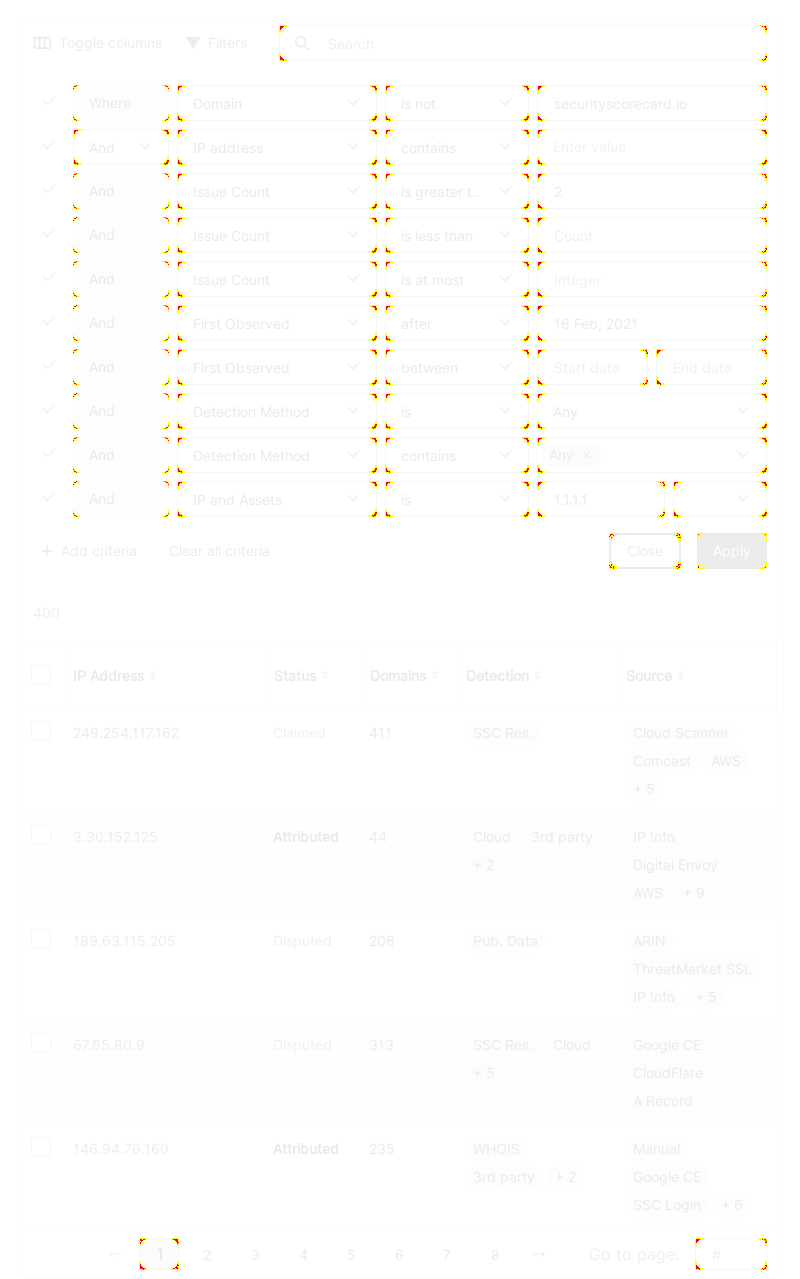 Toggle columns Filters Search
Where Domain is not securityscorecard.io
And IP address contains Enter value
And Issue Count is greater t.. 2
And Issue Count is less than Count
And Issue Count is at most Integer
And First Observed after 16 Feb, 2021
And First Observed between Start date End date
And Detection Method is Any
And Detection Method contains Any ×
And IP and Assets is 1.1.1.1
+ Add criteria Clear all criteria Close Apply
400
IP Address Status Domains Detection Source
249.254.117.162 Claimed 411 SSC Res. Cloud Scanner
Comcast AWS
+ 5
3.30.152.125 Attributed 44 Cloud 3rd party IP Info
+ 2 Digital Envoy
AWS + 9
189.63.115.205 Disputed 206 Pub. Data ARIN
ThreatMarket SSL
IP Info + 5
67.85.80.9 Disputed 313 SSC Res. Cloud Google CE
+ 5 CloudFlare
A Record
146.94.76.160 Attributed 235 WHOIS Manual
3rd party + 2 Google CE
SSC Login + 6
← 1 2 3 4 5 6 7 8 → Go to page: #